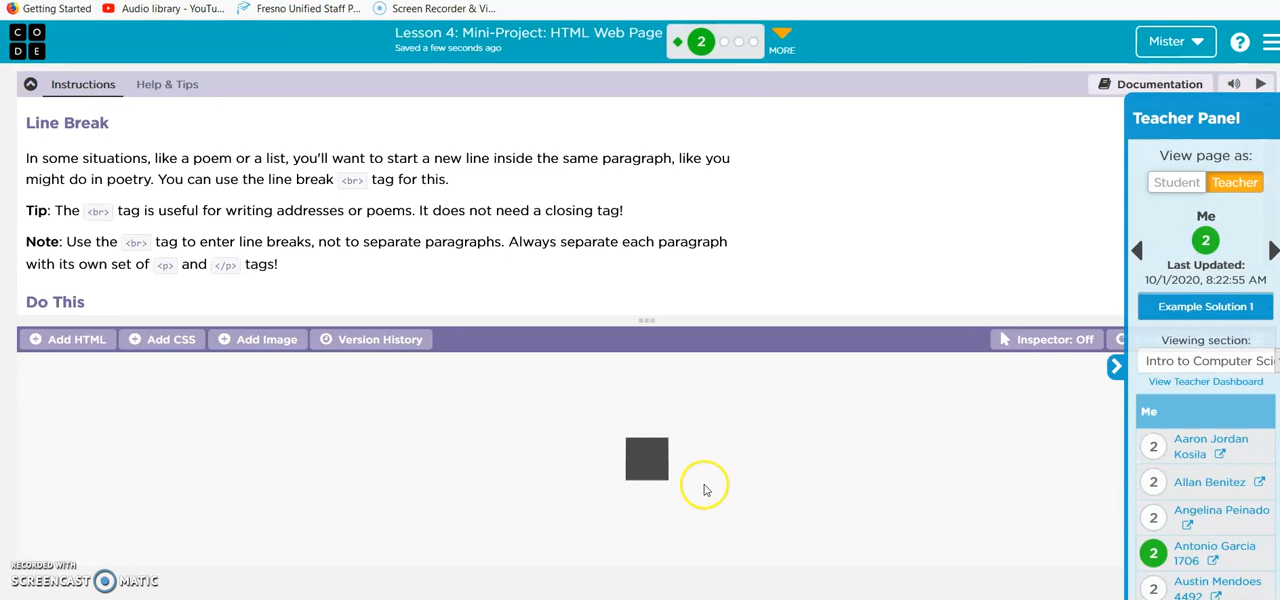 Getting Started Audio library - YouTu... Fresno Unified Staff P... Screen Recorder & Vi...
CO
DE
Lesson 4: Mini-Project: HTML Web Page
Saved a few seconds ago
2
MORE
Mister
?
Instructions Help & Tips
Documentation
Line Break
In some situations, like a poem or a list, you'll want to start a new line inside the same paragraph, like you
might do in poetry. You can use the line break <br> tag for this.
Tip: The <br> tag is useful for writing addresses or poems. It does not need a closing tag!
Note: Use the <br> tag to enter line breaks, not to separate paragraphs. Always separate each paragraph
with its own set of <p> and </p> tags!
Do This
Add HTML Add CSS Add Image Version History Inspector: Off
Teacher Panel
View page as:
Student Teacher
Me
2
Last Updated:
10/1/2020, 8:22:55 AM
Example Solution 1
Viewing section:
Intro to Computer Sci
View Teacher Dashboard
Me
2 Aaron Jordan
Kosila
2 Allan Benitez
2 Angelina Peinado
2 Antonio Garcia
1706
2 Austin Mendoes
4492
RECORDED WITH
SCREENCAST MATIC